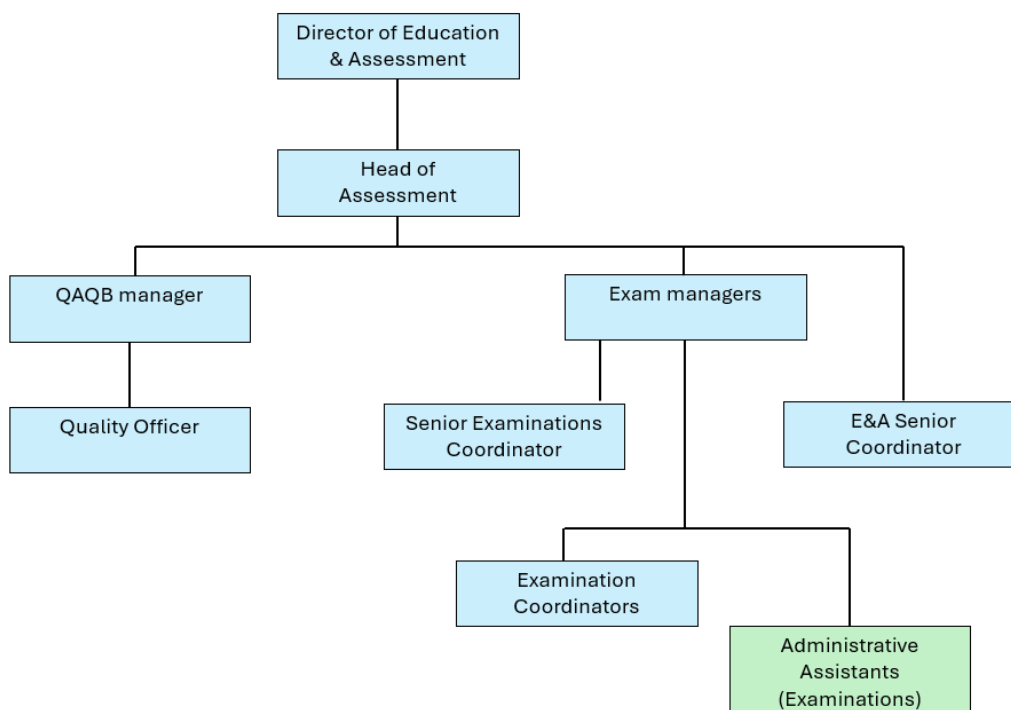 Director of Education
& Assessment
Head of
Assessment
QAQB manager
Exam managers
Quality Officer
Senior Examinations
Coordinator
E&A Senior
Coordinator
Examination
Coordinators
Administrative
Assistants
(Examinations)